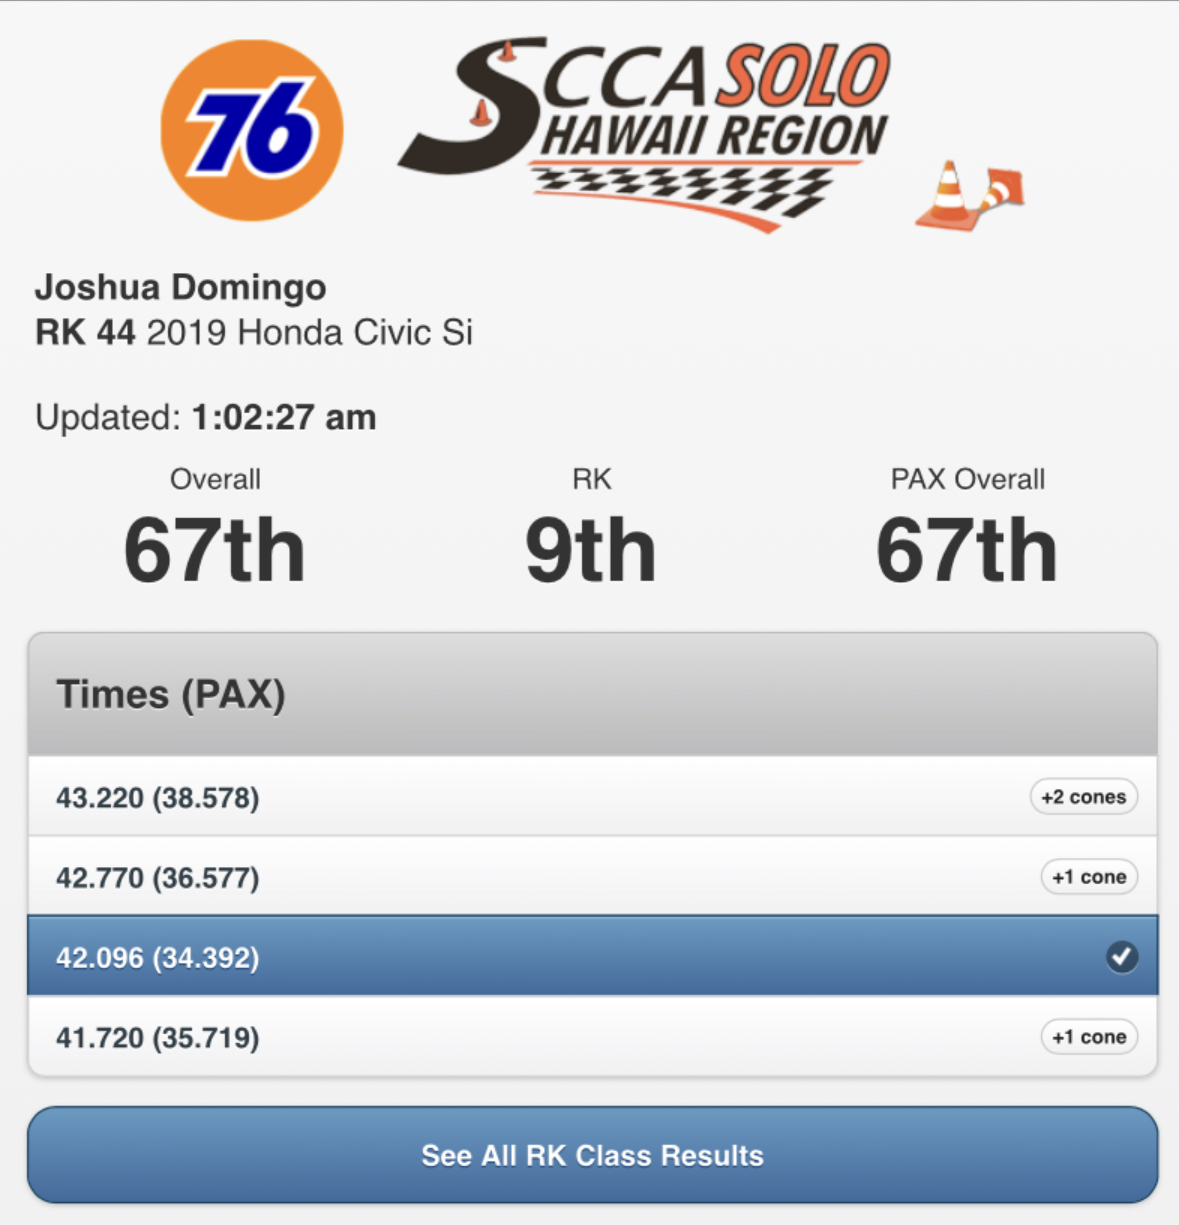 76
SCCA SOLO
HAWAII REGION
Joshua Domingo
RK 44 2019 Honda Civic Si
Updated: 1:02:27 am
Overall
RK
PAX Overall
67th
9th
67th
Times (PAX)
43.220 (38.578)
+2 cones
42.770 (36.577)
+1 cone
42.096 (34.392)
41.720 (35.719)
+1 cone
See All RK Class Results